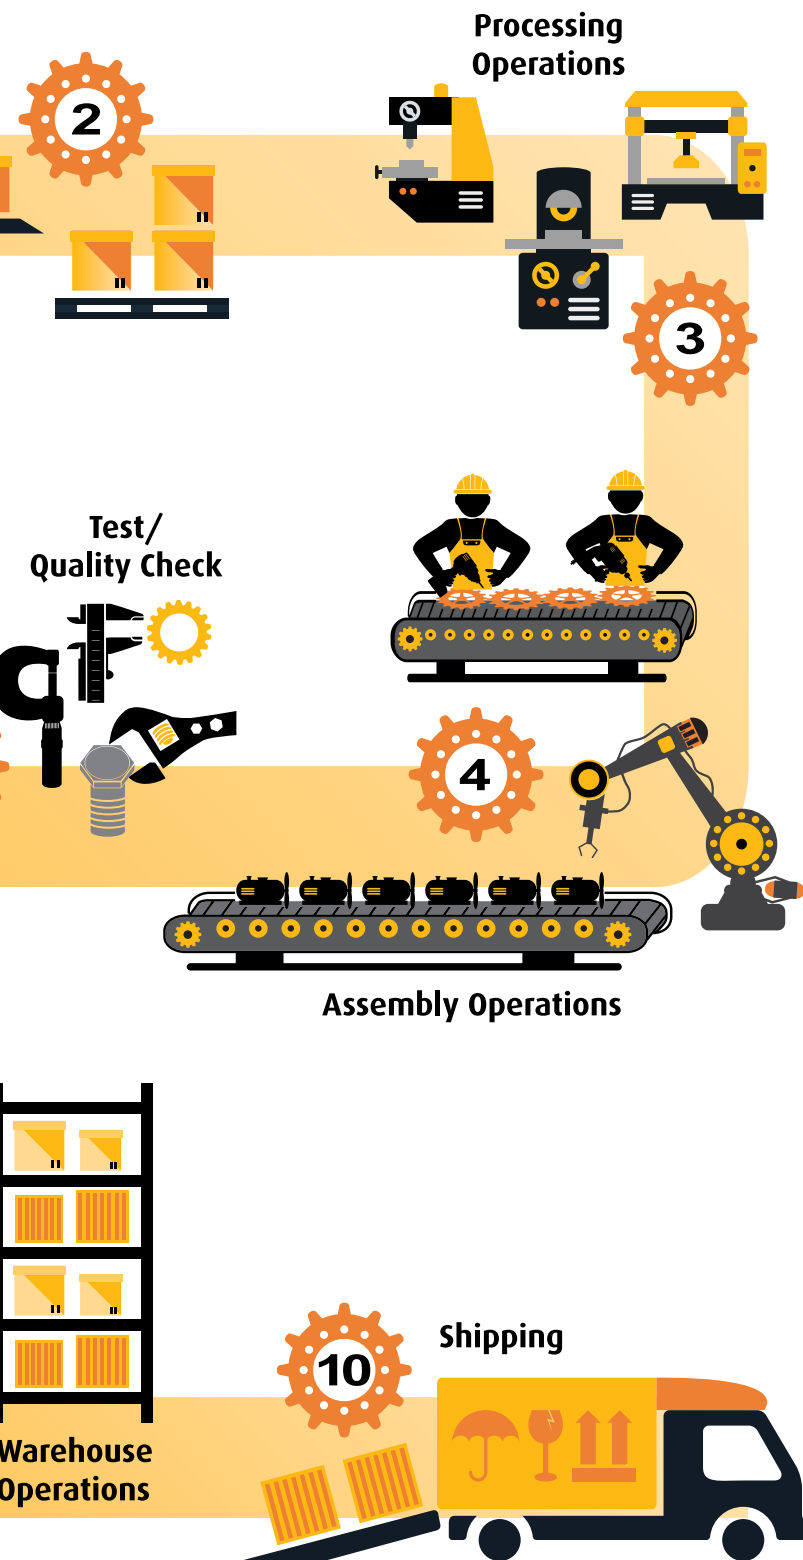 Processing
Operations
2
3
Test/
Quality Check
4
Assembly Operations
10
Shipping
Warehouse
Operations